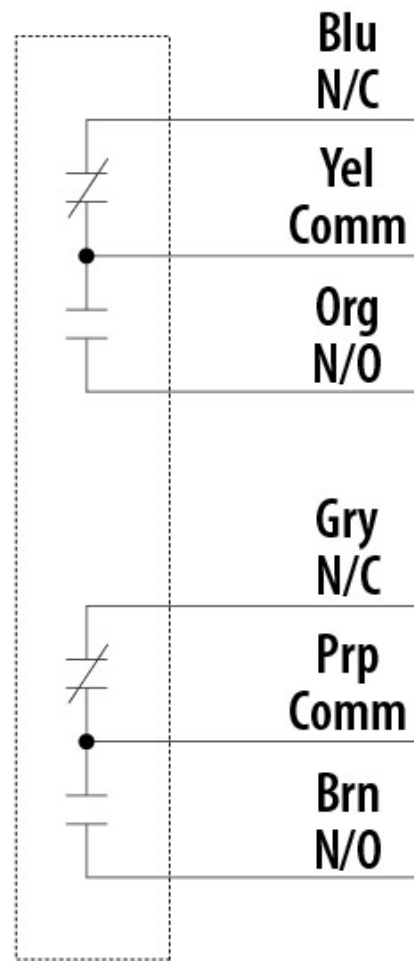 Blu
N/C
Yel
Comm
Org
N/O
Gry
N/C
Prp
Comm
Brn
N/O